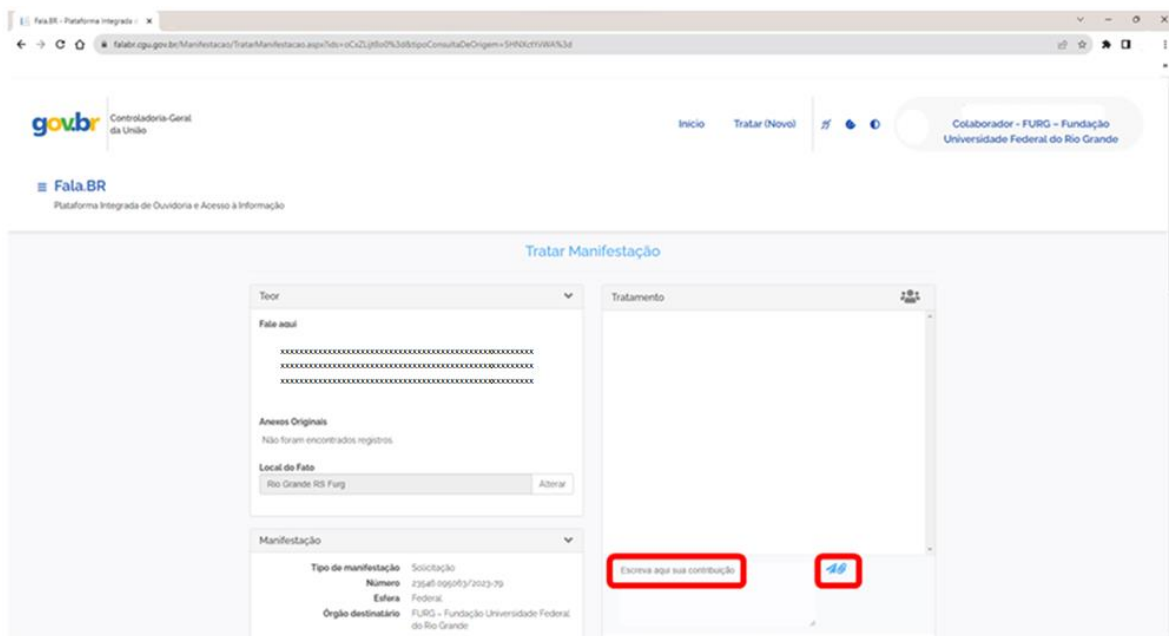 Fala.BR - Plataforma Integrada
falabr.cgu.gov.br/Manifestacao/TratarManifestacao.aspx
gov.br
Controladoria-Geral
da União
Início
Tratar (Novo)
Colaborador - FURG – Fundação
Universidade Federal do Rio Grande
Fala.BR
Plataforma Integrada de Ouvidoria e Acesso à Informação
Tratar Manifestação
Teor
Fale aqui
xxxxxxxxxxxxxxxxxxxxxxxxxxxxxxxxxxxxxxxxxxxxxxxxxxxxxx
xxxxxxxxxxxxxxxxxxxxxxxxxxxxxxxxxxxxxxxxxxxxxxxxxxxxxx
xxxxxxxxxxxxxxxxxxxxxxxxxxxxxxxxxxxxxxxxxxxxxxxxxxxxxx
Anexos Originais
Não foram encontrados registros.
Local do Fato
Rio Grande RS Furg
Alterar
Manifestação
Tipo de manifestação Solicitação
Número 23546.095063/2023-79
Esfera Federal
Órgão destinatário FURG – Fundação Universidade Federal
do Rio Grande
Tratamento
Escreva aqui sua contribuição